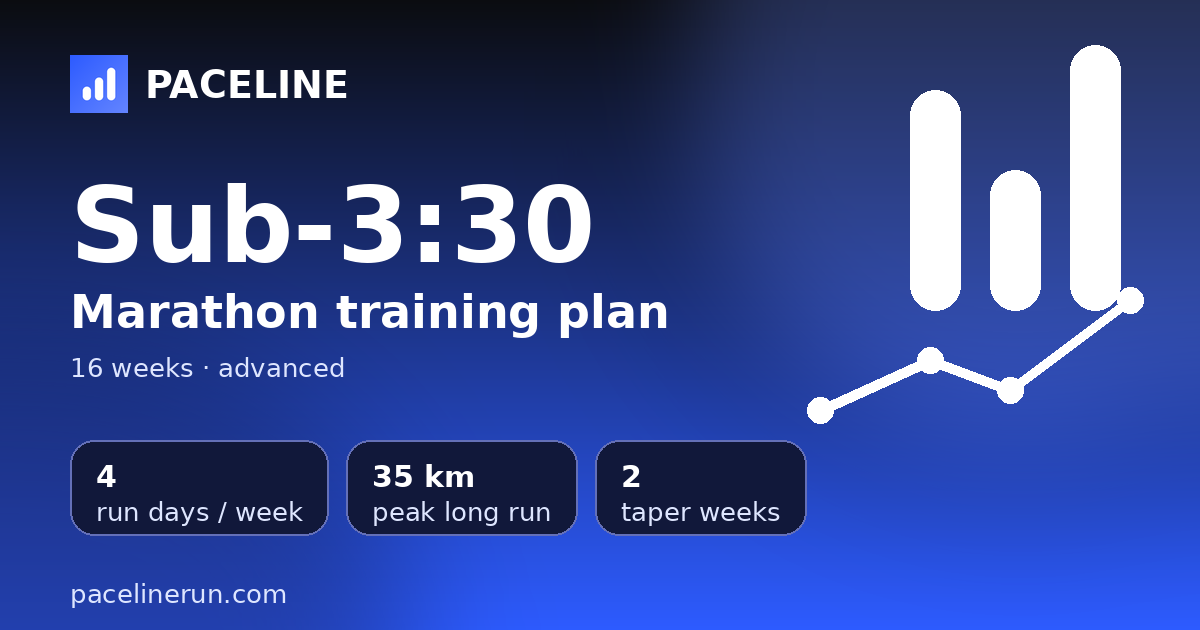 PACELINE
Sub-3:30
Marathon training plan
16 weeks · advanced
4
run days / week
35 km
peak long run
2
taper weeks
pacelinerun.com